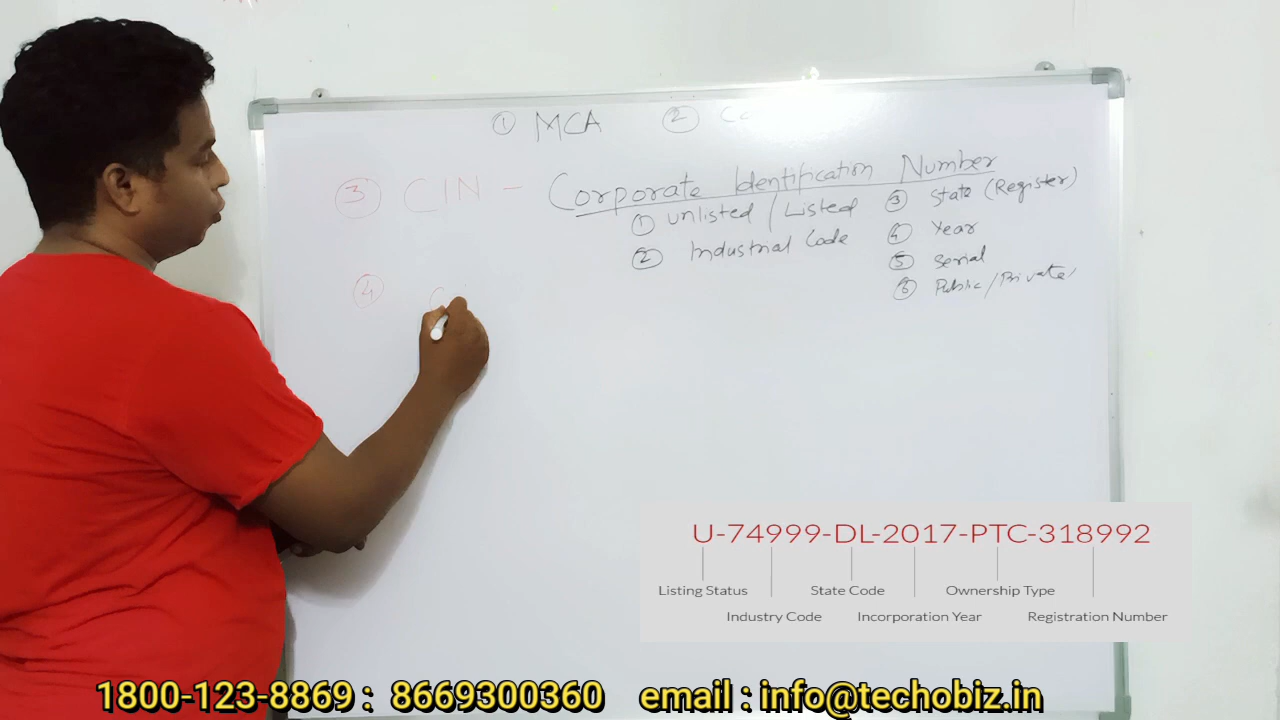 ① MCA ②
③ CIN - Corporate Identification Number
① unlisted / Listed ③ State (Register)
② Industrial Code ④ Year
⑤ Serial
⑥ Public / Private
④
U-74999-DL-2017-PTC-318992
Listing Status State Code Ownership Type
Industry Code Incorporation Year Registration Number
1800-123-8869 : 8669300360 email : info@techobiz.in